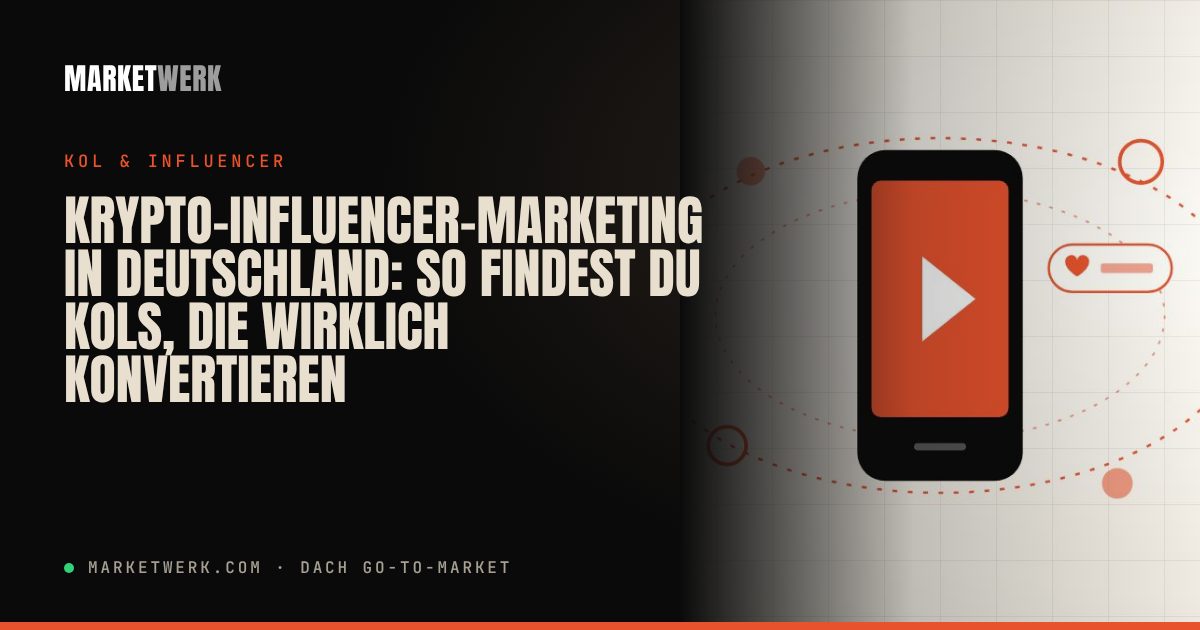 MARKETWERK
KOL & INFLUENCER
KRYPTO-INFLUENCER-MARKETING
IN DEUTSCHLAND: SO FINDEST DU
KOLS, DIE WIRKLICH
KONVERTIEREN
MARKETWERK.COM · DACH GO-TO-MARKET